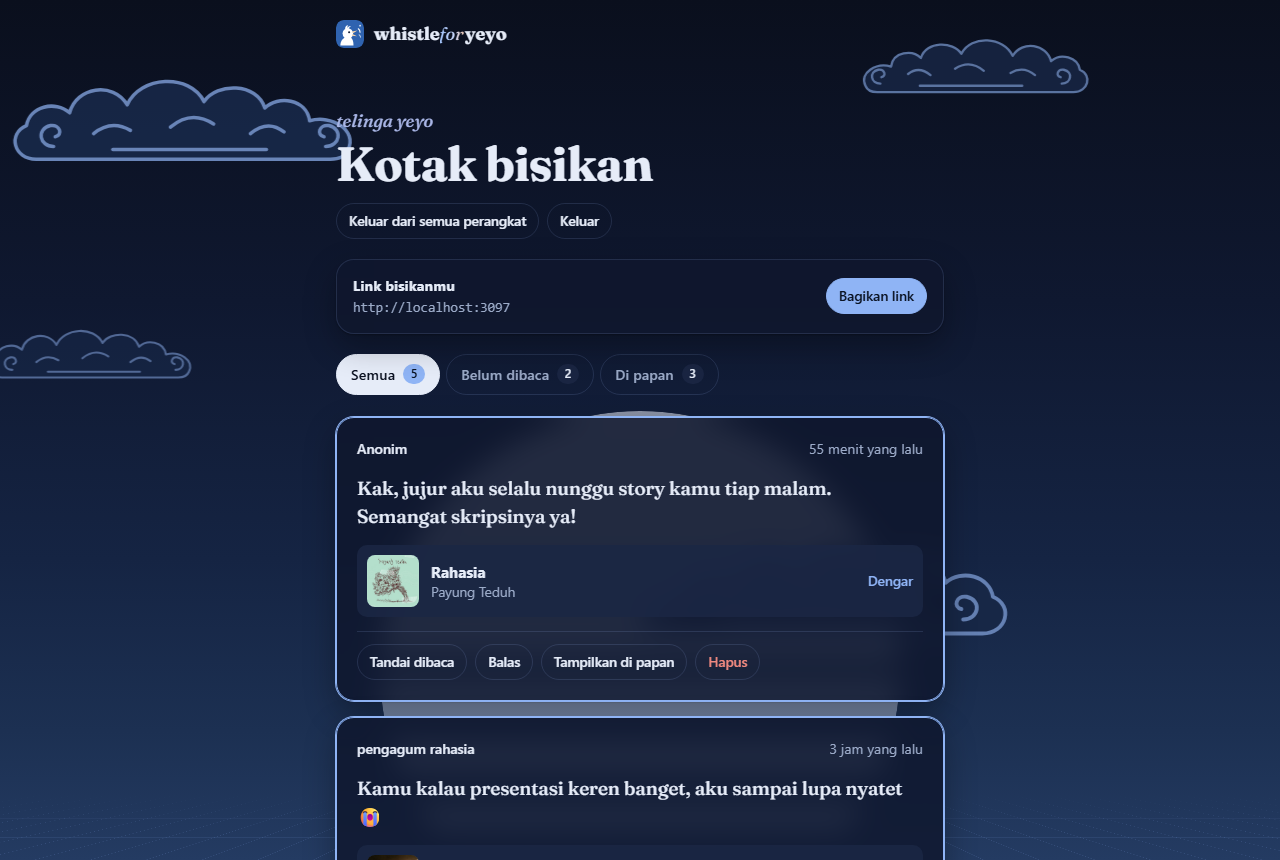 whistleforyeyo
telinga yeyo
Kotak bisikan
Keluar dari semua perangkat
Keluar
Link bisikanmu
http://localhost:3097
Bagikan link
Semua 5
Belum dibaca 2
Di papan 3
Anonim
55 menit yang lalu
Kak, jujur aku selalu nunggu story kamu tiap malam.
Semangat skripsinya ya!
Rahasia
Payung Teduh
Dengar
Tandai dibaca
Balas
Tampilkan di papan
Hapus
pengagum rahasia
3 jam yang lalu
Kamu kalau presentasi keren banget, aku sampai lupa nyatet
😭